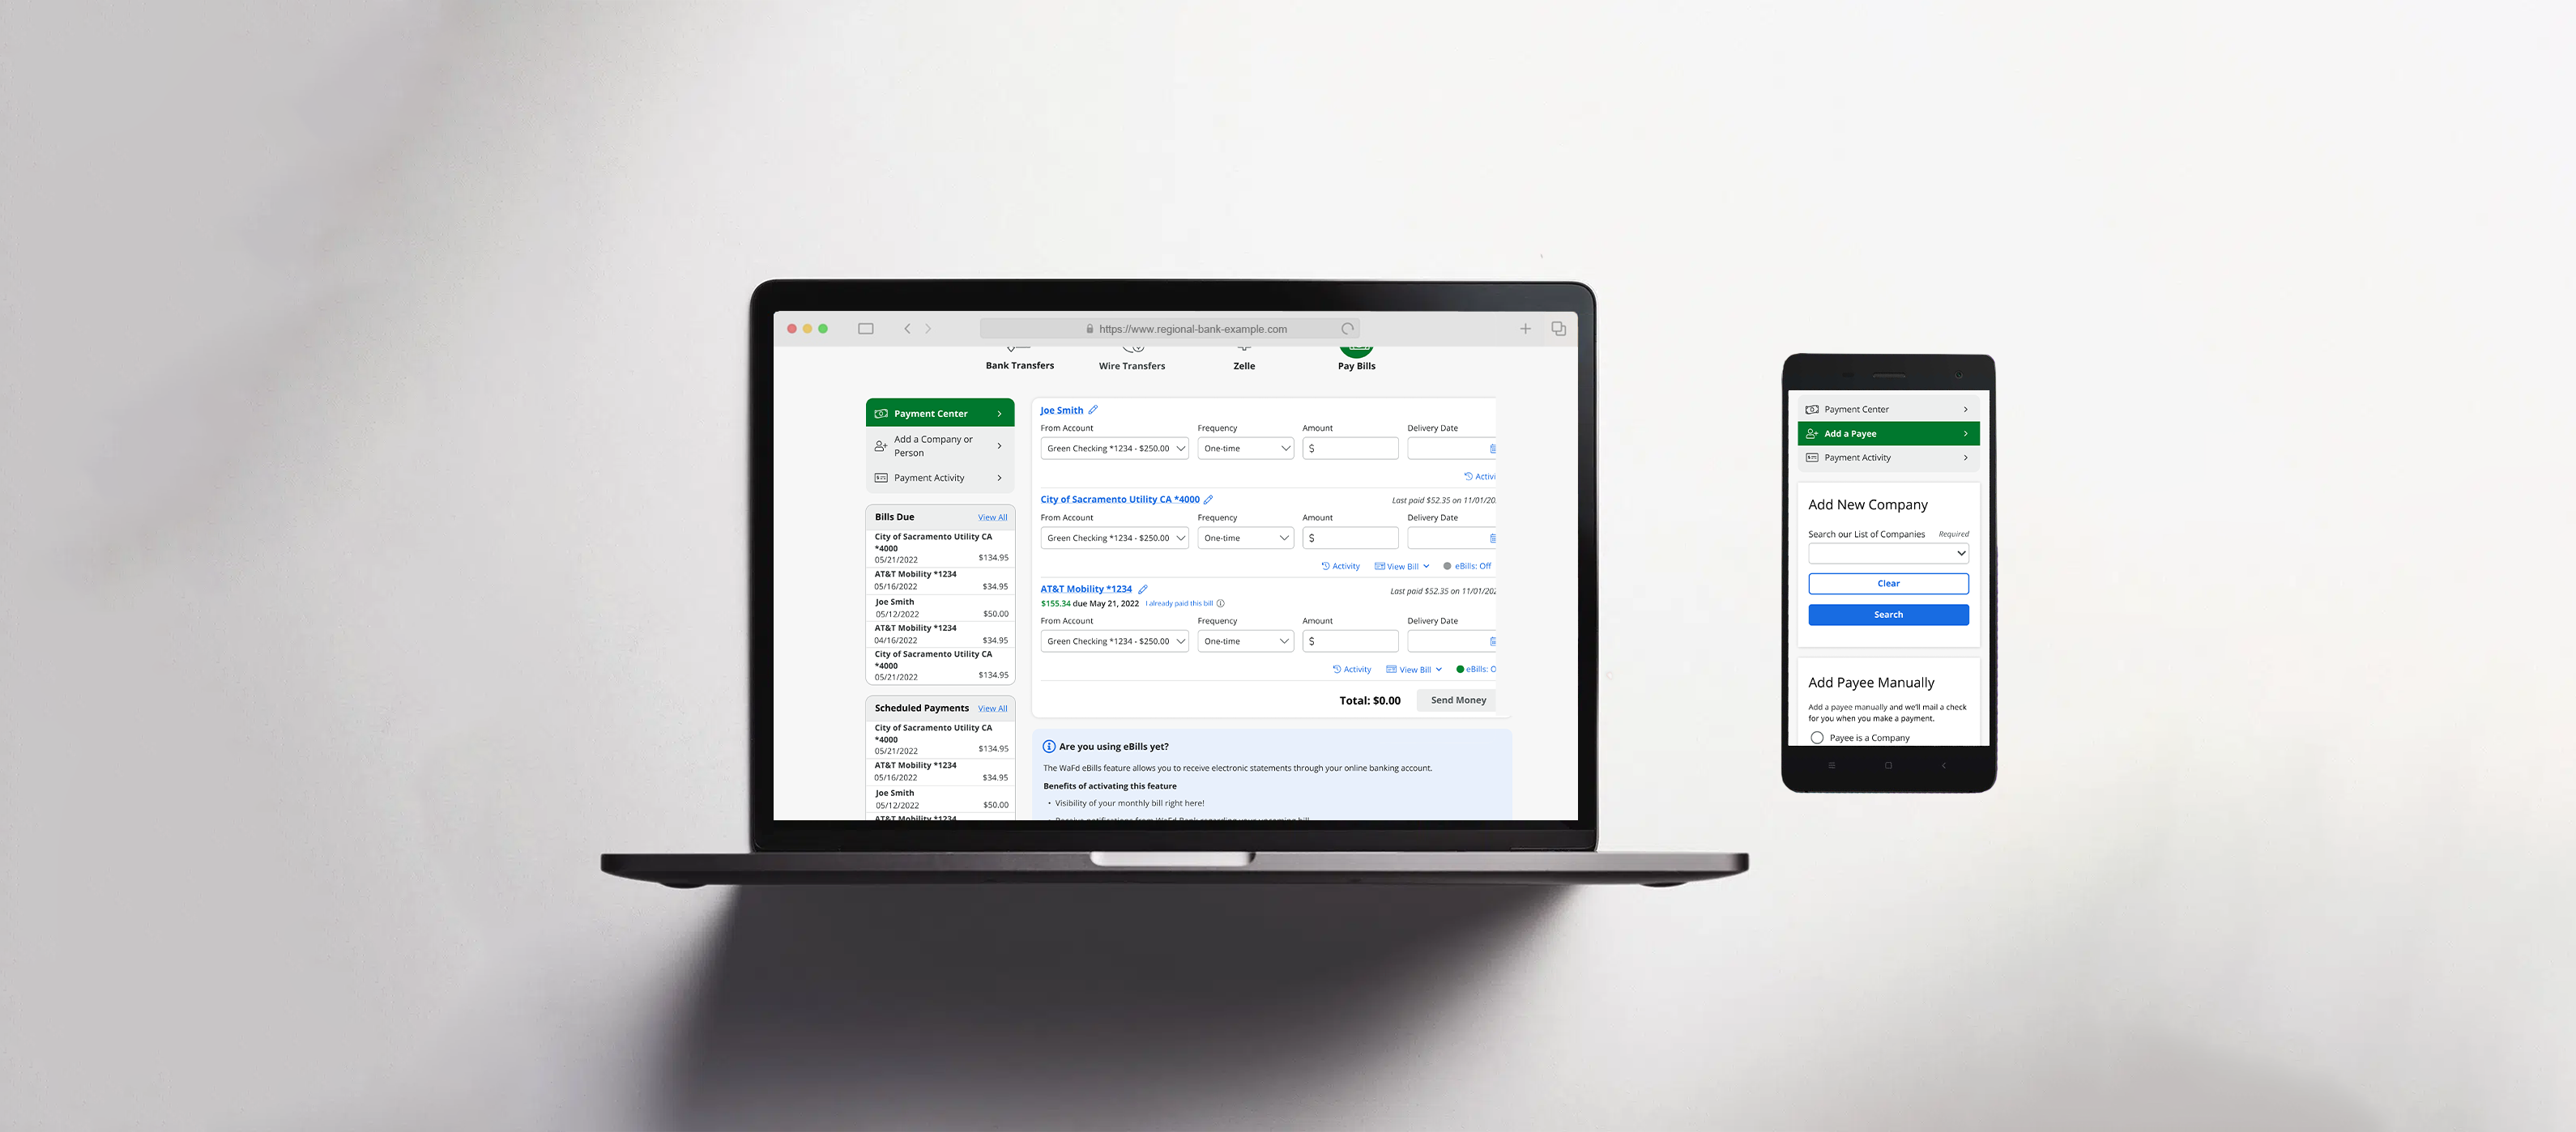 https://www.regional-bank-example.com
Bank Transfers
Wire Transfers
Zelle
Pay Bills
Payment Center
Add a Company or
Person
Payment Activity
Bills Due View All
City of Sacramento Utility CA
*4000
05/21/2022 $134.95
AT&T Mobility *1234
05/16/2022 $34.95
Joe Smith
05/12/2022 $50.00
AT&T Mobility *1234
04/16/2022 $34.95
City of Sacramento Utility CA
*4000
05/21/2022 $134.95
Scheduled Payments View All
City of Sacramento Utility CA
*4000
05/21/2022 $134.95
AT&T Mobility *1234
05/16/2022 $34.95
Joe Smith
05/12/2022 $50.00
AT&T Mobility *1234
Joe Smith
From Account Frequency Amount Delivery Date
Green Checking *1234 - $250.00 One-time $
Activi
City of Sacramento Utility CA *4000 Last paid $52.35 on 11/01/20
From Account Frequency Amount Delivery Date
Green Checking *1234 - $250.00 One-time $
Activity View Bill eBills: Off
AT&T Mobility *1234 Last paid $52.35 on 11/01/202
$155.34 due May 21, 2022 I already paid this bill
From Account Frequency Amount Delivery Date
Green Checking *1234 - $250.00 One-time $
Activity View Bill eBills: O
Total: $0.00 Send Money
Are you using eBills yet?
The WaFd eBills feature allows you to receive electronic statements through your online banking account.
Benefits of activating this feature
• Visibility of your monthly bill right here!
Receive notifications from WaFd Bank regarding your upcoming bill
Payment Center
Add a Payee
Payment Activity
Add New Company
Search our List of Companies Required
Clear
Search
Add Payee Manually
Add a payee manually and we'll mail a check
for you when you make a payment.
Payee is a Company